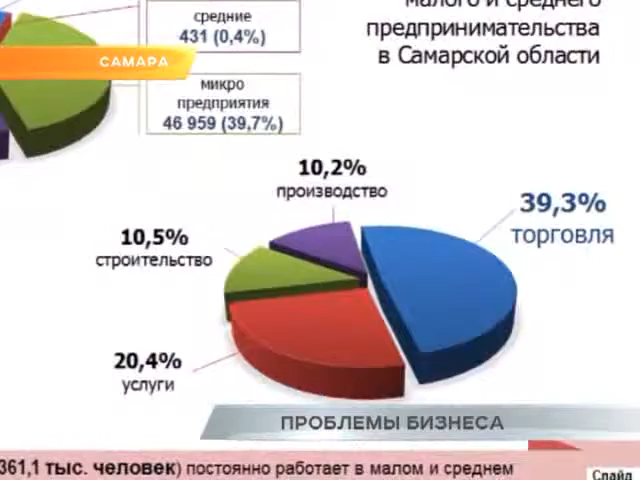 малого и среднего
предпринимательства
в Самарской области
средние
431 (0,4%)
САМАРА
микро
предприятия
46 959 (39,7%)
10,2%
производство
39,3%
торговля
10,5%
строительство
20,4%
услуги
ПРОБЛЕМЫ БИЗНЕСА
361,1 тыс. человек) постоянно работает в малом и среднем
Слайд